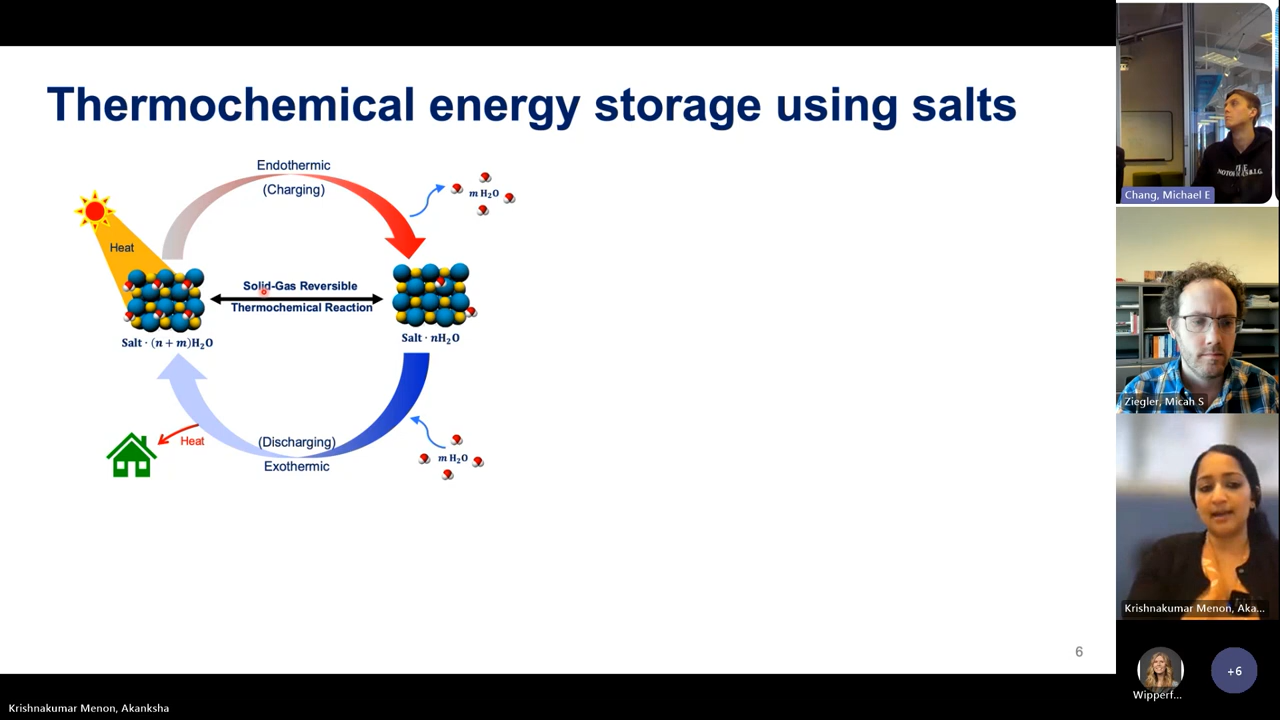 Thermochemical energy storage using salts
Endothermic
(Charging)
m H₂O
Heat
Solid-Gas Reversible
Thermochemical Reaction
Salt · (n + m)H₂O
Salt · nH₂O
Heat
(Discharging)
Exothermic
m H₂O
6
Chang, Michael E
Ziegler, Micah S
Krishnakumar Menon, Aka...
Wipperf...
+6
Krishnakumar Menon, Akanksha